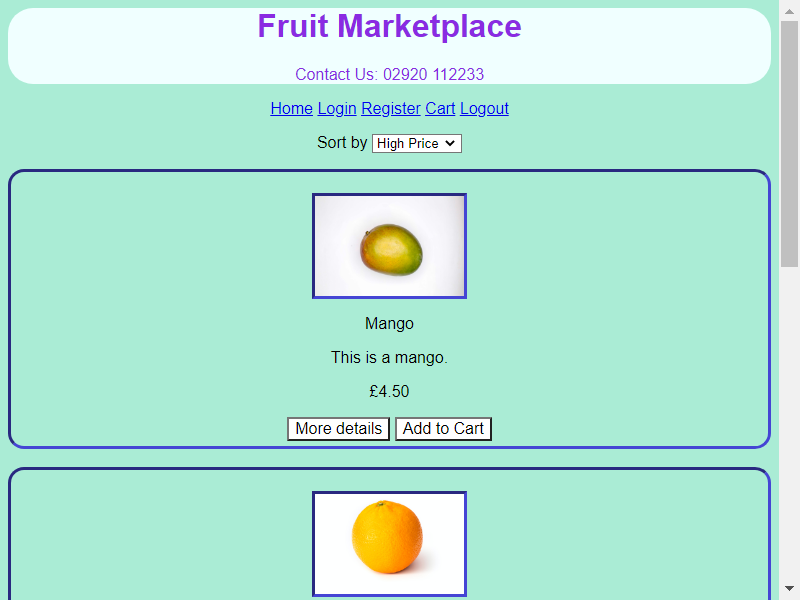 Fruit Marketplace
Contact Us: 02920 112233
Home Login Register Cart Logout
Sort by High Price
Mango
This is a mango.
£4.50
More details Add to Cart